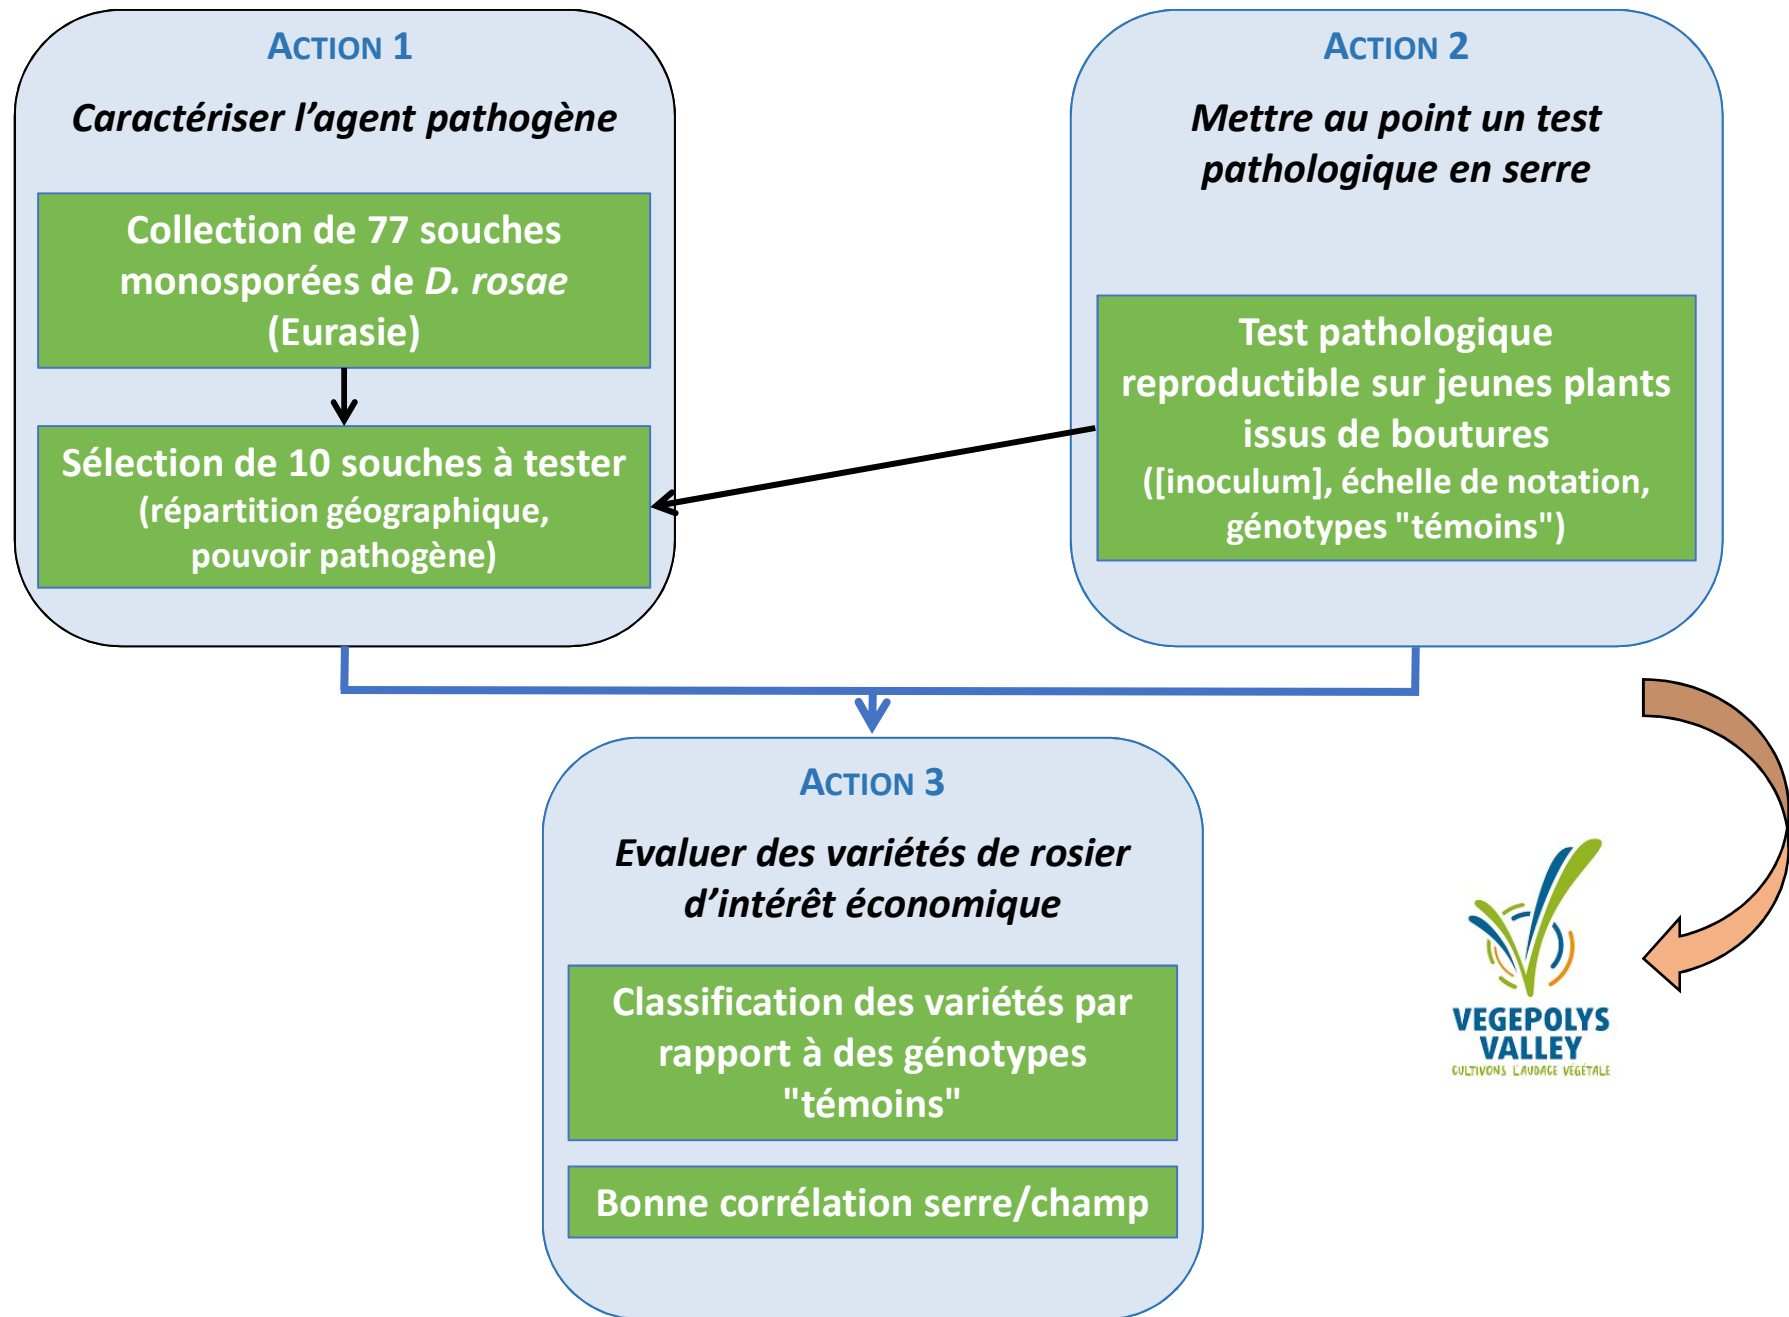 ACTION 1
Caractériser l'agent pathogène
Collection de 77 souches
monosporées de D. rosae
(Eurasie)
Sélection de 10 souches à tester
(répartition géographique,
pouvoir pathogène)
ACTION 2
Mettre au point un test
pathologique en serre
Test pathologique
reproductible sur jeunes plants
issus de boutures
([inoculum], échelle de notation,
génotypes "témoins")
ACTION 3
Evaluer des variétés de rosier
d'intérêt économique
Classification des variétés par
rapport à des génotypes
"témoins"
Bonne corrélation serre/champ
VEGEPOLYS
VALLEY
CULTIVONS L'AUDACE VÉGÉTALE